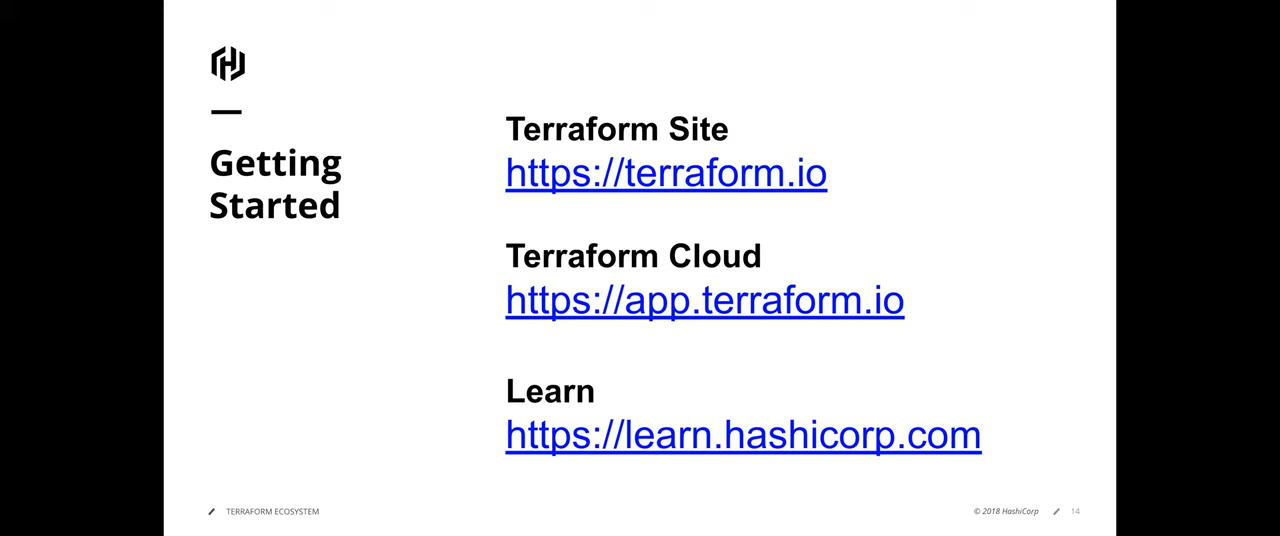 Getting
Started
Terraform Site
https://terraform.io
Terraform Cloud
https://app.terraform.io
Learn
https://learn.hashicorp.com
TERRAFORM ECOSYSTEM
© 2018 HashiCorp
14